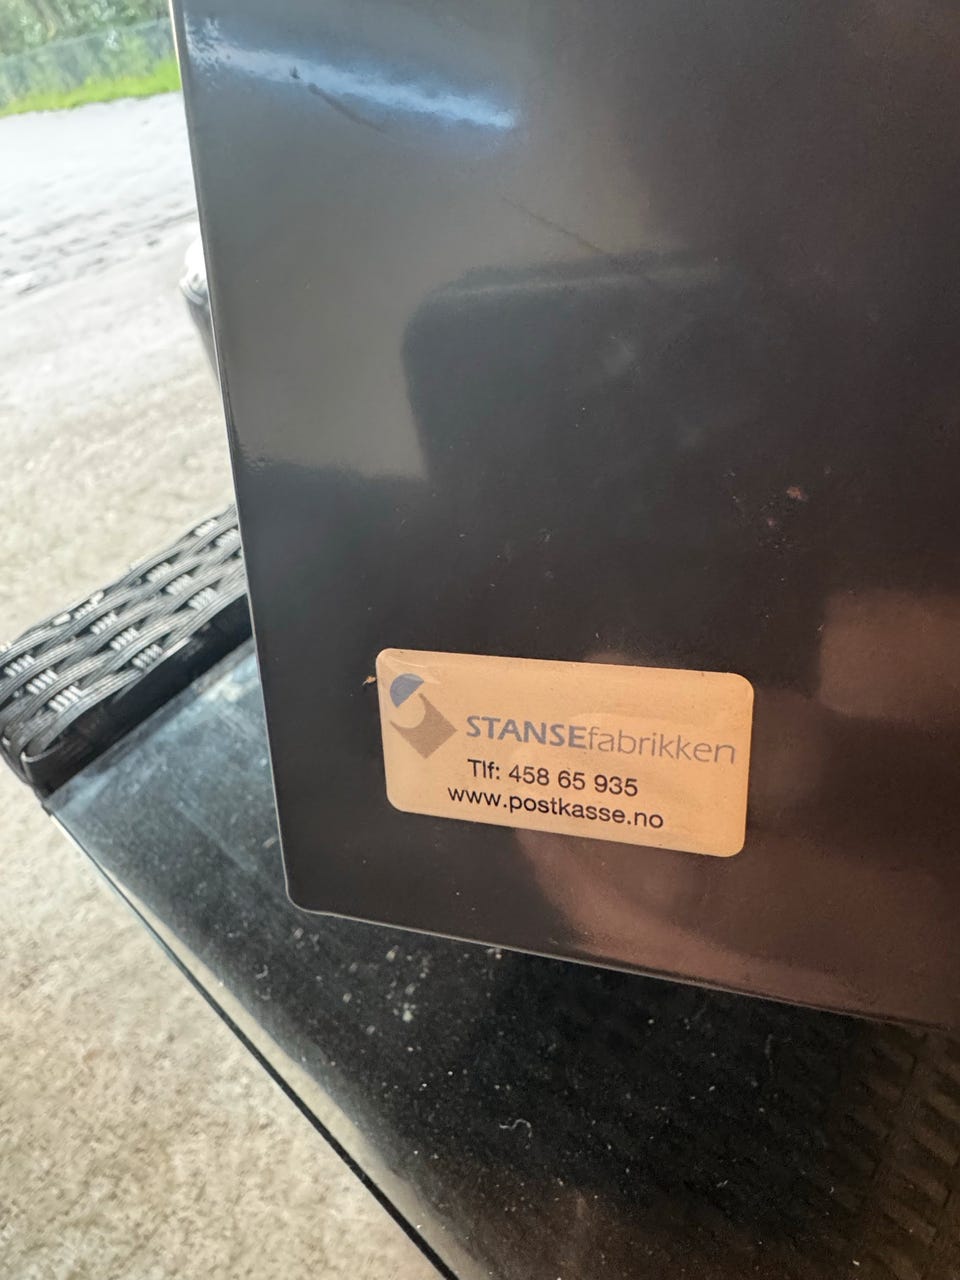 STANSEfabrikken
Tlf: 458 65 935
www.postkasse.no